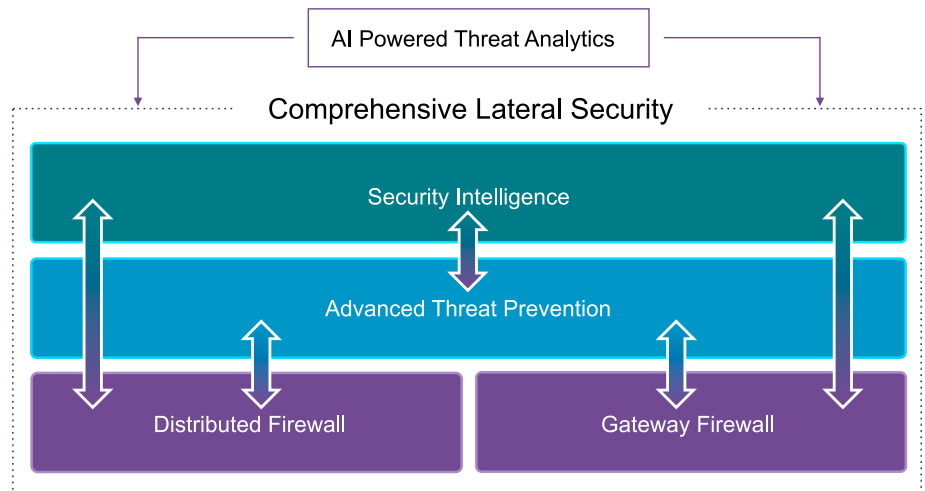 AI Powered Threat Analytics
Comprehensive Lateral Security
Security Intelligence
Advanced Threat Prevention
Distributed Firewall
Gateway Firewall